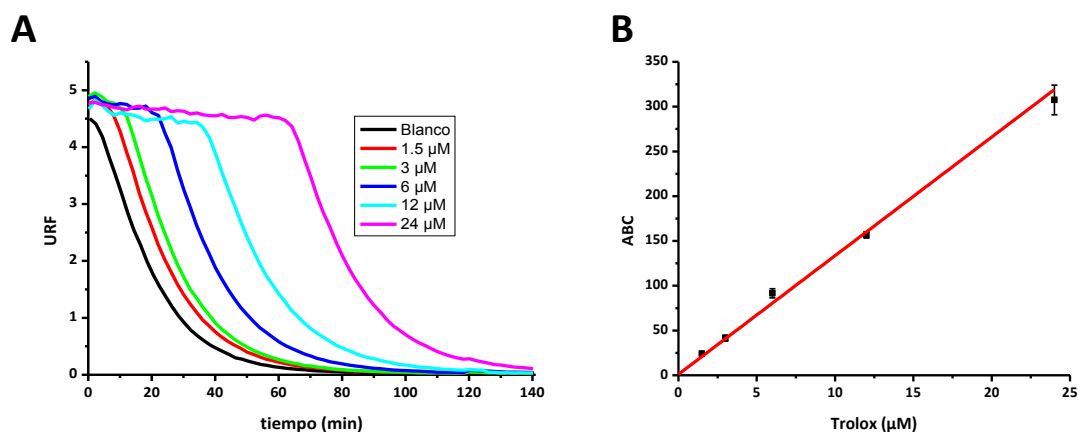 A
URF
5
4
3
2
1
0
0 20 40 60 80 100 120 140
tiempo (min)
Blanco
1.5 µM
3 µM
6 µM
12 µM
24 µM
B
ABC
350
300
250
200
150
100
50
0
0 5 10 15 20 25
Trolox (µM)